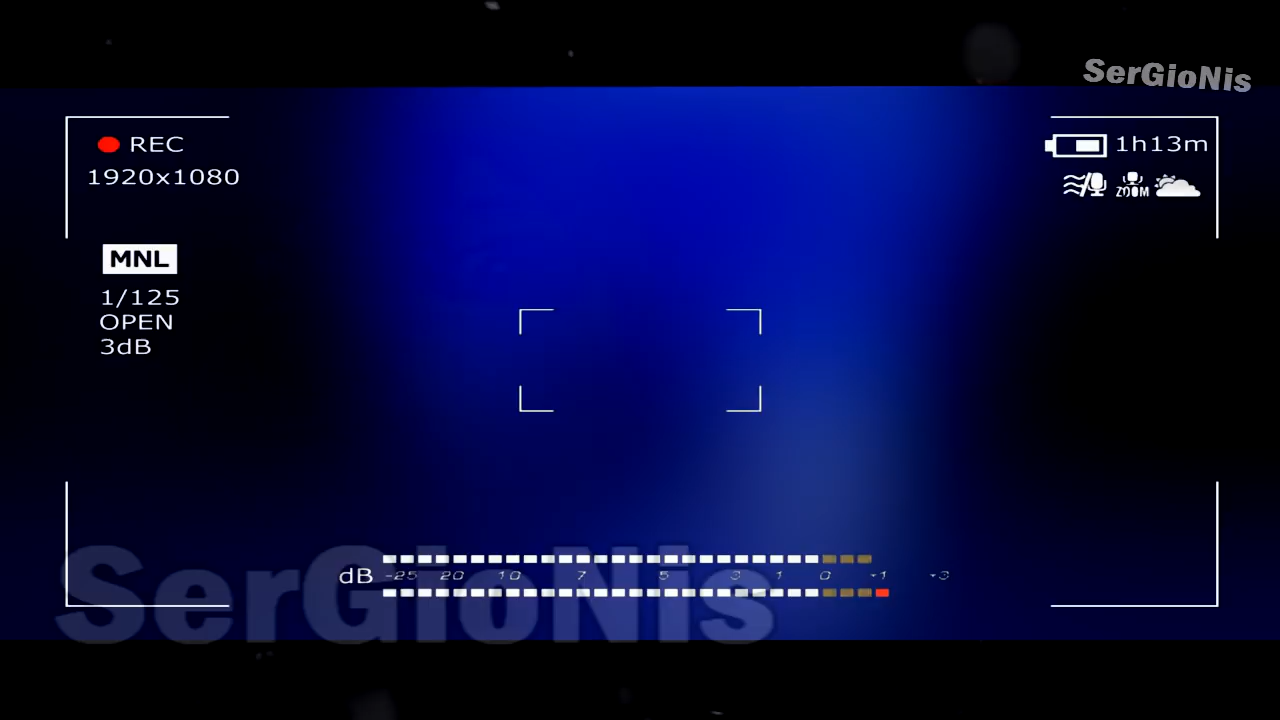 SerGioNis
REC
1920x1080
1h13m
ZOOM
MNL
1/125
OPEN
3dB
dB -25 20 10 7 5 3 1 0 +1 +3
SerGioNis